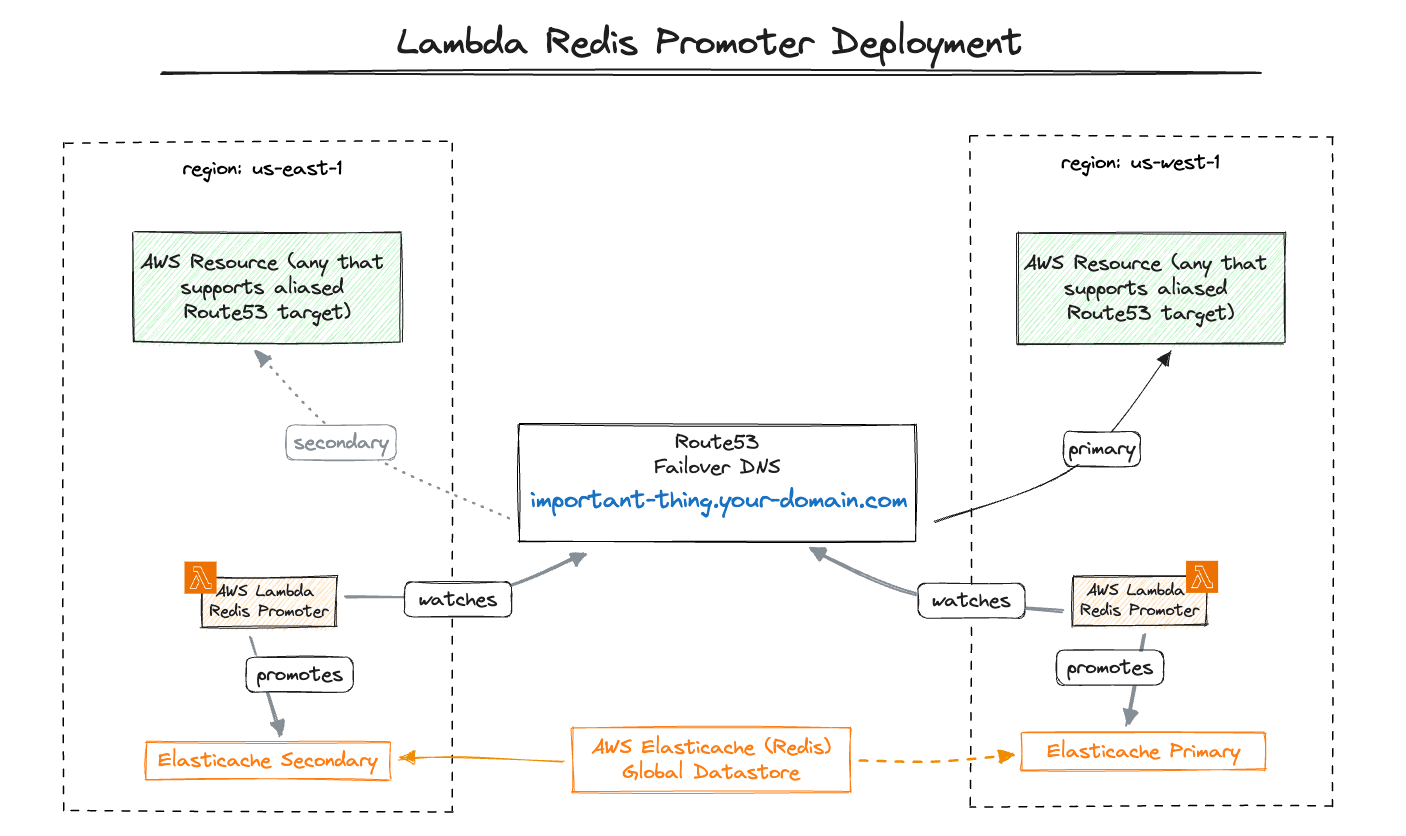 Lambda Redis Promoter Deployment
region: us-east-1
region: us-west-1
AWS Resource (any that
supports aliased
Route53 target)
AWS Resource (any that
supports aliased
Route53 target)
secondary
Route53
Failover DNS
important-thing.your-domain.com
primary
AWS Lambda
Redis Promoter
watches
watches
AWS Lambda
Redis Promoter
promotes
promotes
Elasticache Secondary
AWS Elasticache (Redis)
Global Datastore
Elasticache Primary